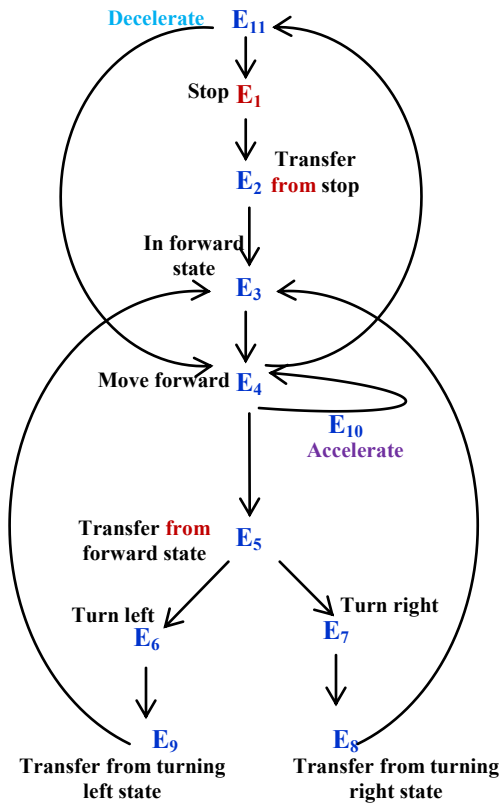 Decelerate E11
Stop E1
Transfer
E2 from stop
In forward
state
E3
Move forward E4
E10
Accelerate
Transfer from
forward state
E5
Turn left
E6
Turn right
E7
E9
Transfer from turning
left state
E8
Transfer from turning
right state